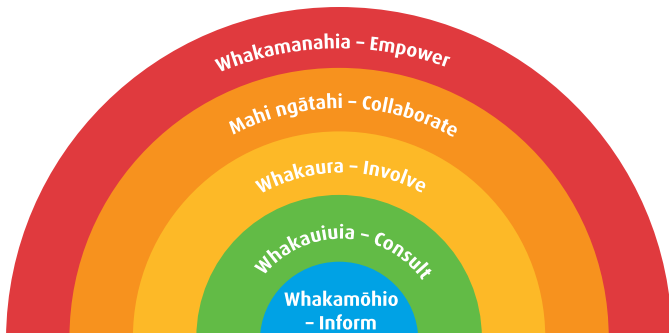 Whakamanahia – Empower
Mahi ngātahi – Collaborate
Whakaura – Involve
Whakauiuia – Consult
Whakamōhio
– Inform